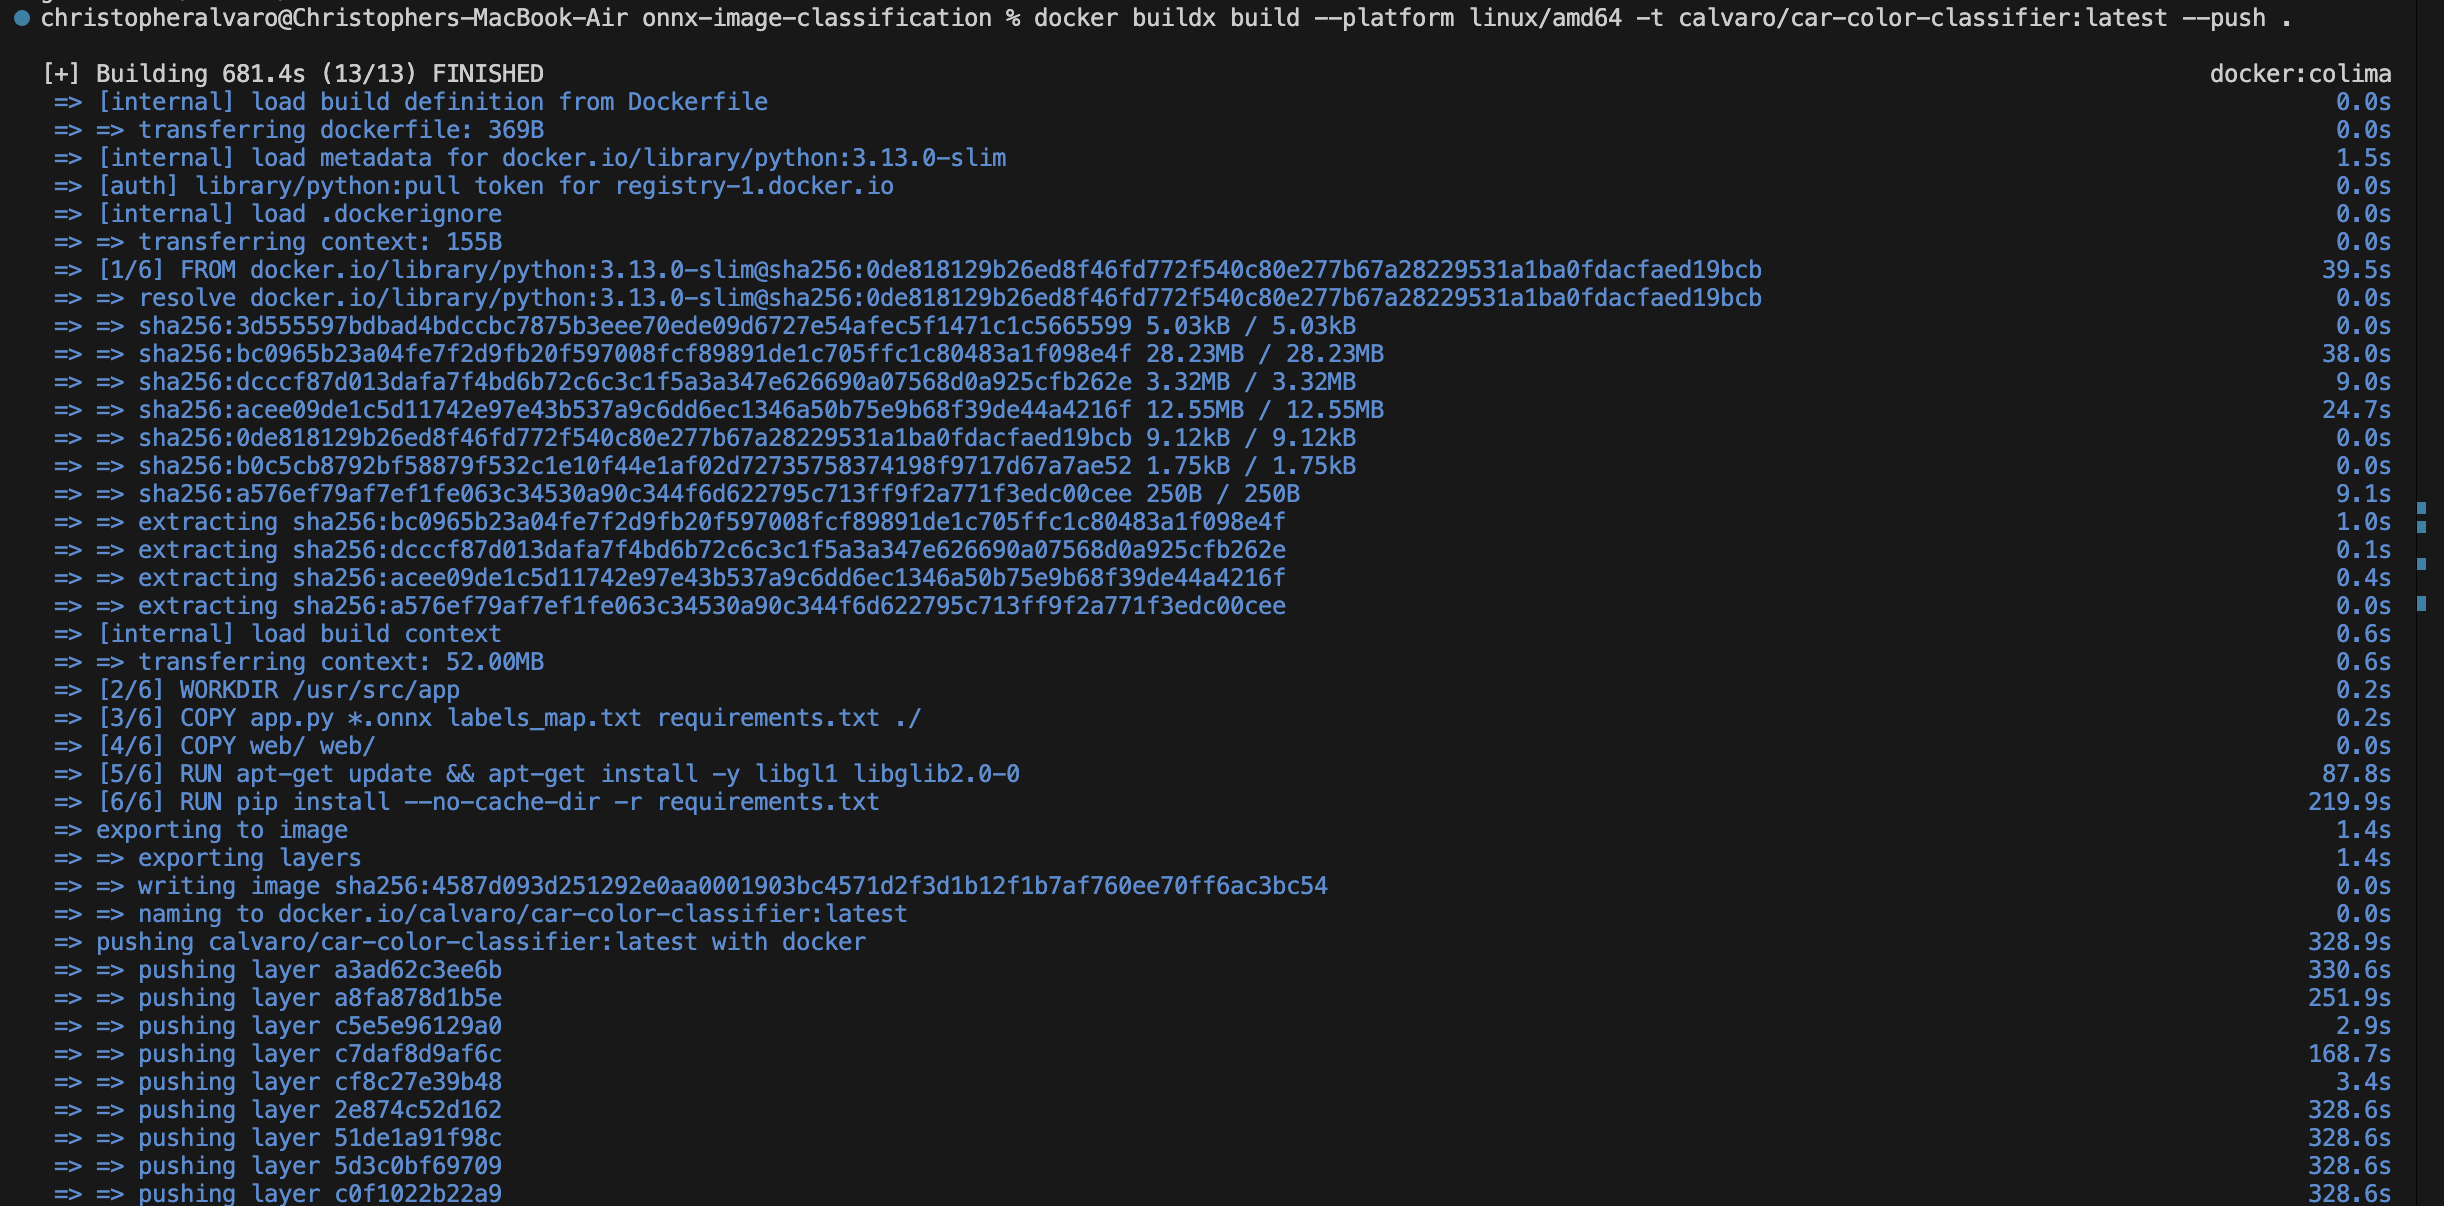 christopheralvaro@Christophers-MacBook-Air onnx-image-classification % docker buildx build --platform linux/amd64 -t calvaro/car-color-classifier:latest --push .
[+] Building 681.4s (13/13) FINISHED docker:colima
=> [internal] load build definition from Dockerfile 0.0s
=> => transferring dockerfile: 369B 0.0s
=> [internal] load metadata for docker.io/library/python:3.13.0-slim 1.5s
=> [auth] library/python:pull token for registry-1.docker.io 0.0s
=> [internal] load .dockerignore 0.0s
=> => transferring context: 155B 0.0s
=> [1/6] FROM docker.io/library/python:3.13.0-slim@sha256:0de818129b26ed8f46fd772f540c80e277b67a28229531a1ba0fdacfaed19bcb 39.5s
=> => resolve docker.io/library/python:3.13.0-slim@sha256:0de818129b26ed8f46fd772f540c80e277b67a28229531a1ba0fdacfaed19bcb 0.0s
=> => sha256:3d555597bdbad4bdccbc7875b3eee70ede09d6727e54afec5f1471c1c5665599 5.03kB / 5.03kB 0.0s
=> => sha256:bc0965b23a04fe7f2d9fb20f597008fcf89891de1c705ffc1c80483a1f098e4f 28.23MB / 28.23MB 38.0s
=> => sha256:dcccf87d013dafa7f4bd6b72c6c3c1f5a3a347e626690a07568d0a925cfb262e 3.32MB / 3.32MB 9.0s
=> => sha256:acee09de1c5d11742e97e43b537a9c6dd6ec1346a50b75e9b68f39de44a4216f 12.55MB / 12.55MB 24.7s
=> => sha256:0de818129b26ed8f46fd772f540c80e277b67a28229531a1ba0fdacfaed19bcb 9.12kB / 9.12kB 0.0s
=> => sha256:b0c5cb8792bf58879f532c1e10f44e1af02d72735758374198f9717d67a7ae52 1.75kB / 1.75kB 0.0s
=> => sha256:a576ef79af7ef1fe063c34530a90c344f6d622795c713ff9f2a771f3edc00cee 250B / 250B 9.1s
=> => extracting sha256:bc0965b23a04fe7f2d9fb20f597008fcf89891de1c705ffc1c80483a1f098e4f 1.0s
=> => extracting sha256:dcccf87d013dafa7f4bd6b72c6c3c1f5a3a347e626690a07568d0a925cfb262e 0.1s
=> => extracting sha256:acee09de1c5d11742e97e43b537a9c6dd6ec1346a50b75e9b68f39de44a4216f 0.4s
=> => extracting sha256:a576ef79af7ef1fe063c34530a90c344f6d622795c713ff9f2a771f3edc00cee 0.0s
=> [internal] load build context 0.6s
=> => transferring context: 52.00MB 0.6s
=> [2/6] WORKDIR /usr/src/app 0.2s
=> [3/6] COPY app.py *.onnx labels_map.txt requirements.txt ./ 0.2s
=> [4/6] COPY web/ web/ 0.0s
=> [5/6] RUN apt-get update && apt-get install -y libgl1 libglib2.0-0 87.8s
=> [6/6] RUN pip install --no-cache-dir -r requirements.txt 219.9s
=> exporting to image 1.4s
=> => exporting layers 1.4s
=> => writing image sha256:4587d093d251292e0aa0001903bc4571d2f3d1b12f1b7af760ee70ff6ac3bc54 0.0s
=> => naming to docker.io/calvaro/car-color-classifier:latest 0.0s
=> pushing calvaro/car-color-classifier:latest with docker 328.9s
=> => pushing layer a3ad62c3ee6b 330.6s
=> => pushing layer a8fa878d1b5e 251.9s
=> => pushing layer c5e5e96129a0 2.9s
=> => pushing layer c7daf8d9af6c 168.7s
=> => pushing layer cf8c27e39b48 3.4s
=> => pushing layer 2e874c52d162 328.6s
=> => pushing layer 51de1a91f98c 328.6s
=> => pushing layer 5d3c0bf69709 328.6s
=> => pushing layer c0f1022b22a9 328.6s